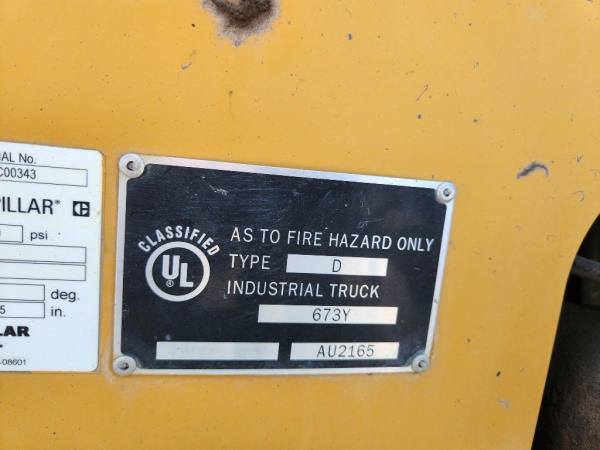 AL No.
C00343
PILLAR®
psi
deg.
5
in.
LAR
-08601
CLASSIFIED
UL
®
AS TO FIRE HAZARD ONLY
TYPE D
INDUSTRIAL TRUCK
673Y
AU2165